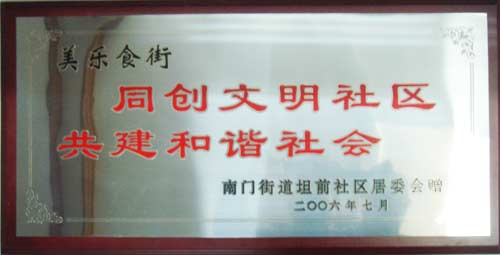 美乐食街
同创文明社区
共建和谐社会
南门街道坦前社区居委会赠
二〇〇六年七月